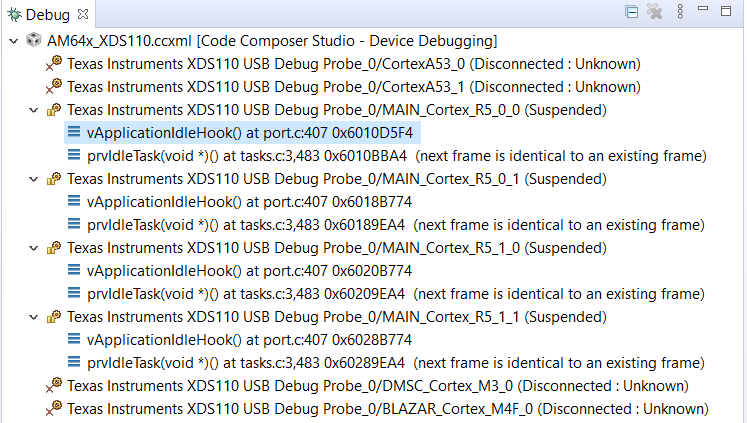 Debug
AM64x_XDS110.ccxml [Code Composer Studio - Device Debugging]
Texas Instruments XDS110 USB Debug Probe_0/CortexA53_0 (Disconnected : Unknown)
Texas Instruments XDS110 USB Debug Probe_0/CortexA53_1 (Disconnected : Unknown)
Texas Instruments XDS110 USB Debug Probe_0/MAIN_Cortex_R5_0_0 (Suspended)
vApplicationIdleHook() at port.c:407 0x6010D5F4
prvIdleTask(void *)() at tasks.c:3,483 0x6010BBA4 (next frame is identical to an existing frame)
Texas Instruments XDS110 USB Debug Probe_0/MAIN_Cortex_R5_0_1 (Suspended)
vApplicationIdleHook() at port.c:407 0x6018B774
prvIdleTask(void *)() at tasks.c:3,483 0x60189EA4 (next frame is identical to an existing frame)
Texas Instruments XDS110 USB Debug Probe_0/MAIN_Cortex_R5_1_0 (Suspended)
vApplicationIdleHook() at port.c:407 0x6020B774
prvIdleTask(void *)() at tasks.c:3,483 0x60209EA4 (next frame is identical to an existing frame)
Texas Instruments XDS110 USB Debug Probe_0/MAIN_Cortex_R5_1_1 (Suspended)
vApplicationIdleHook() at port.c:407 0x6028B774
prvIdleTask(void *)() at tasks.c:3,483 0x60289EA4 (next frame is identical to an existing frame)
Texas Instruments XDS110 USB Debug Probe_0/DMSC_Cortex_M3_0 (Disconnected : Unknown)
Texas Instruments XDS110 USB Debug Probe_0/BLAZAR_Cortex_M4F_0 (Disconnected : Unknown)